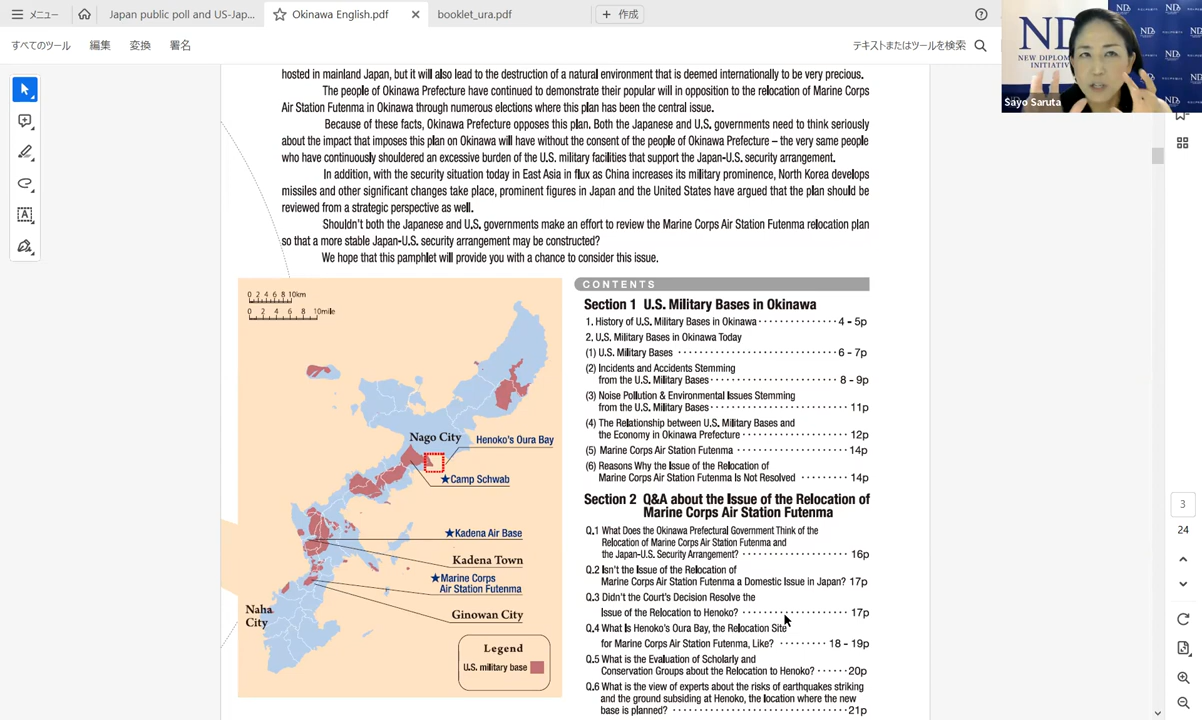 メニュー
Japan public poll and US-Jap...
Okinawa English.pdf
booklet_ura.pdf
作成
すべてのツール
編集
変換
署名
テキストまたはツールを検索
ND
NEW DIPLOM
INITIATIV
Sayo Saruta
hosted in mainland Japan, but it will also lead to the destruction of a natural environment that is deemed internationally to be very precious.
The people of Okinawa Prefecture have continued to demonstrate their popular will in opposition to the relocation of Marine Corps
Air Station Futenma in Okinawa through numerous elections where this plan has been the central issue.
Because of these facts, Okinawa Prefecture opposes this plan. Both the Japanese and U.S. governments need to think seriously
about the impact that imposes this plan on Okinawa will have without the consent of the people of Okinawa Prefecture – the very same people
who have continuously shouldered an excessive burden of the U.S. military facilities that support the Japan-U.S. security arrangement.
In addition, with the security situation today in East Asia in flux as China increases its military prominence, North Korea develops
missiles and other significant changes take place, prominent figures in Japan and the United States have argued that the plan should be
reviewed from a strategic perspective as well.
Shouldn't both the Japanese and U.S. governments make an effort to review the Marine Corps Air Station Futenma relocation plan
so that a more stable Japan-U.S. security arrangement may be constructed?
We hope that this pamphlet will provide you with a chance to consider this issue.
0 2 4 6 8 10km
0 2 4 6 8 10mile
Nago City
Henoko's Oura Bay
★Camp Schwab
★Kadena Air Base
Kadena Town
★Marine Corps
Air Station Futenma
Ginowan City
Naha
City
Legend
U.S. military base
CONTENTS
Section 1 U.S. Military Bases in Okinawa
1. History of U.S. Military Bases in Okinawa ············· 4 - 5p
2. U.S. Military Bases in Okinawa Today
(1) U.S. Military Bases ························ 6 - 7p
(2) Incidents and Accidents Stemming
from the U.S. Military Bases ·················· 8 - 9p
(3) Noise Pollution & Environmental Issues Stemming
from the U.S. Military Bases ···················· 11p
(4) The Relationship between U.S. Military Bases and
the Economy in Okinawa Prefecture ··············· 12p
(5) Marine Corps Air Station Futenma ················ 14p
(6) Reasons Why the Issue of the Relocation of
Marine Corps Air Station Futenma Is Not Resolved ········ 14p
Section 2 Q&A about the Issue of the Relocation of
Marine Corps Air Station Futenma
Q.1 What Does the Okinawa Prefectural Government Think of the
Relocation of Marine Corps Air Station Futenma and
the Japan-U.S. Security Arrangement? ··············· 16p
Q.2 Isn't the Issue of the Relocation of
Marine Corps Air Station Futenma a Domestic Issue in Japan? 17p
Q.3 Didn't the Court's Decision Resolve the
Issue of the Relocation to Henoko? ··············· 17p
Q.4 What Is Henoko's Oura Bay, the Relocation Site
for Marine Corps Air Station Futenma, Like? ········ 18 - 19p
Q.5 What is the Evaluation of Scholarly and
Conservation Groups about the Relocation to Henoko? ······ 20p
Q.6 What is the view of experts about the risks of earthquakes striking
and the ground subsiding at Henoko, the location where the new
base is planned? ··························· 21p
3
24